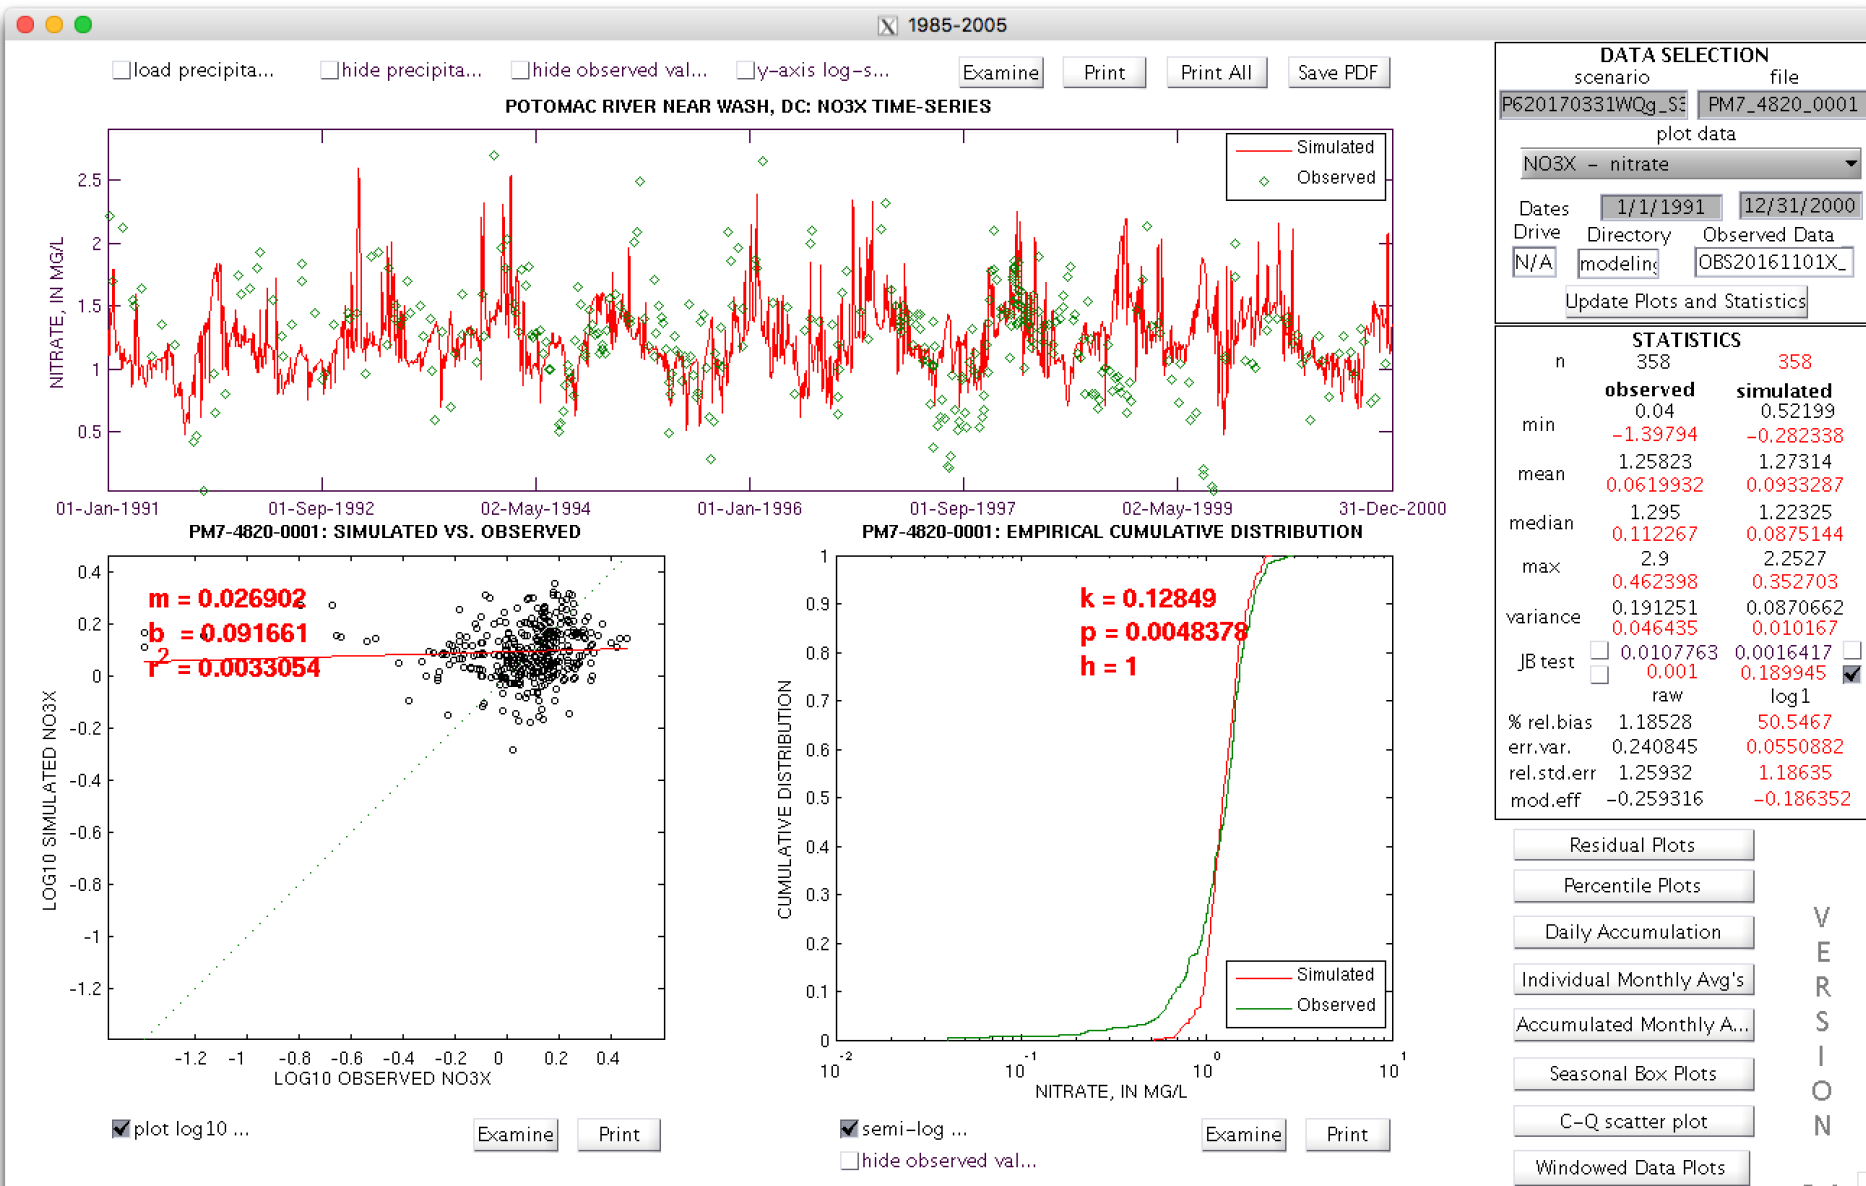 1985-2005
load precipita... hide precipita... hide observed val... y-axis log-s... Examine Print Print All Save PDF
POTOMAC RIVER NEAR WASH, DC: NO3X TIME-SERIES
NITRATE, IN MG/L
2.5
2
1.5
1
0.5
Simulated
Observed
01-Jan-1991 01-Sep-1992 02-May-1994 01-Jan-1996 01-Sep-1997 02-May-1999 31-Dec-2000
PM7-4820-0001: SIMULATED VS. OBSERVED
m = 0.026902
b = 0.091661
r2 = 0.0033054
LOG10 SIMULATED NO3X
0.4
0.2
0
-0.2
-0.4
-0.6
-0.8
-1
-1.2
-1.2 -1 -0.8 -0.6 -0.4 -0.2 0 0.2 0.4
LOG10 OBSERVED NO3X
plot log10 ... Examine Print
PM7-4820-0001: EMPIRICAL CUMULATIVE DISTRIBUTION
k = 0.12849
p = 0.0048378
h = 1
CUMULATIVE DISTRIBUTION
1
0.9
0.8
0.7
0.6
0.5
0.4
0.3
0.2
0.1
0
Simulated
Observed
10-2 10-1 100 101
NITRATE, IN MG/L
semi-log ... Examine Print
hide observed val...
DATA SELECTION
scenario file
P620170331WQg_S PM7_4820_0001
plot data
NO3X - nitrate
Dates 1/1/1991 12/31/2000
Drive Directory Observed Data
N/A modeling OBS20161101X_
Update Plots and Statistics
STATISTICS
n 358 358
observed simulated
min 0.04 0.52199
-1.39794 -0.282338
mean 1.25823 1.27314
0.0619932 0.0933287
median 1.295 1.22325
0.112267 0.0875144
max 2.9 2.2527
0.462398 0.352703
variance 0.191251 0.0870662
0.046435 0.010167
JB test 0.0107763 0.0016417
0.001 0.189945
raw log1
% rel.bias 1.18528 50.5467
err.var. 0.240845 0.0550882
rel.std.err 1.25932 1.18635
mod.eff -0.259316 -0.186352
Residual Plots
Percentile Plots
Daily Accumulation
Individual Monthly Avg's
Accumulated Monthly A...
Seasonal Box Plots
C-Q scatter plot
Windowed Data Plots
VERSION